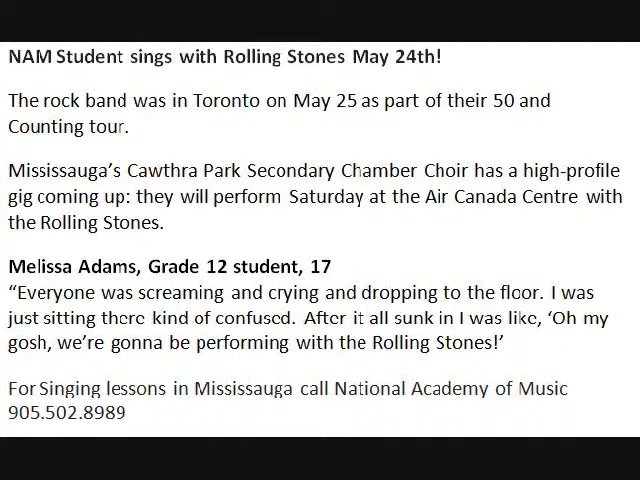 NAM Student sings with Rolling Stones May 24th!
The rock band was in Toronto on May 25 as part of their 50 and
Counting tour.
Mississauga’s Cawthra Park Secondary Chamber Choir has a high-profile
gig coming up: they will perform Saturday at the Air Canada Centre with
the Rolling Stones.
Melissa Adams, Grade 12 student, 17
“Everyone was screaming and crying and dropping to the floor. I was
just sitting there kind of confused. After it all sunk in I was like, ‘Oh my
gosh, we’re gonna be performing with the Rolling Stones!’
For Singing lessons in Mississauga call National Academy of Music
905.502.8989